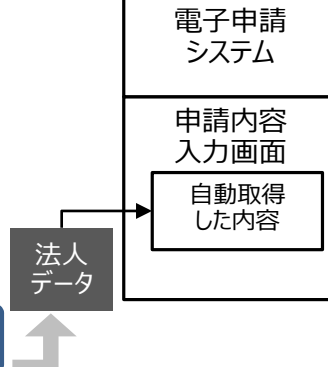 電子申請
システム
申請内容
入力画面
自動取得
した内容
法人
データ